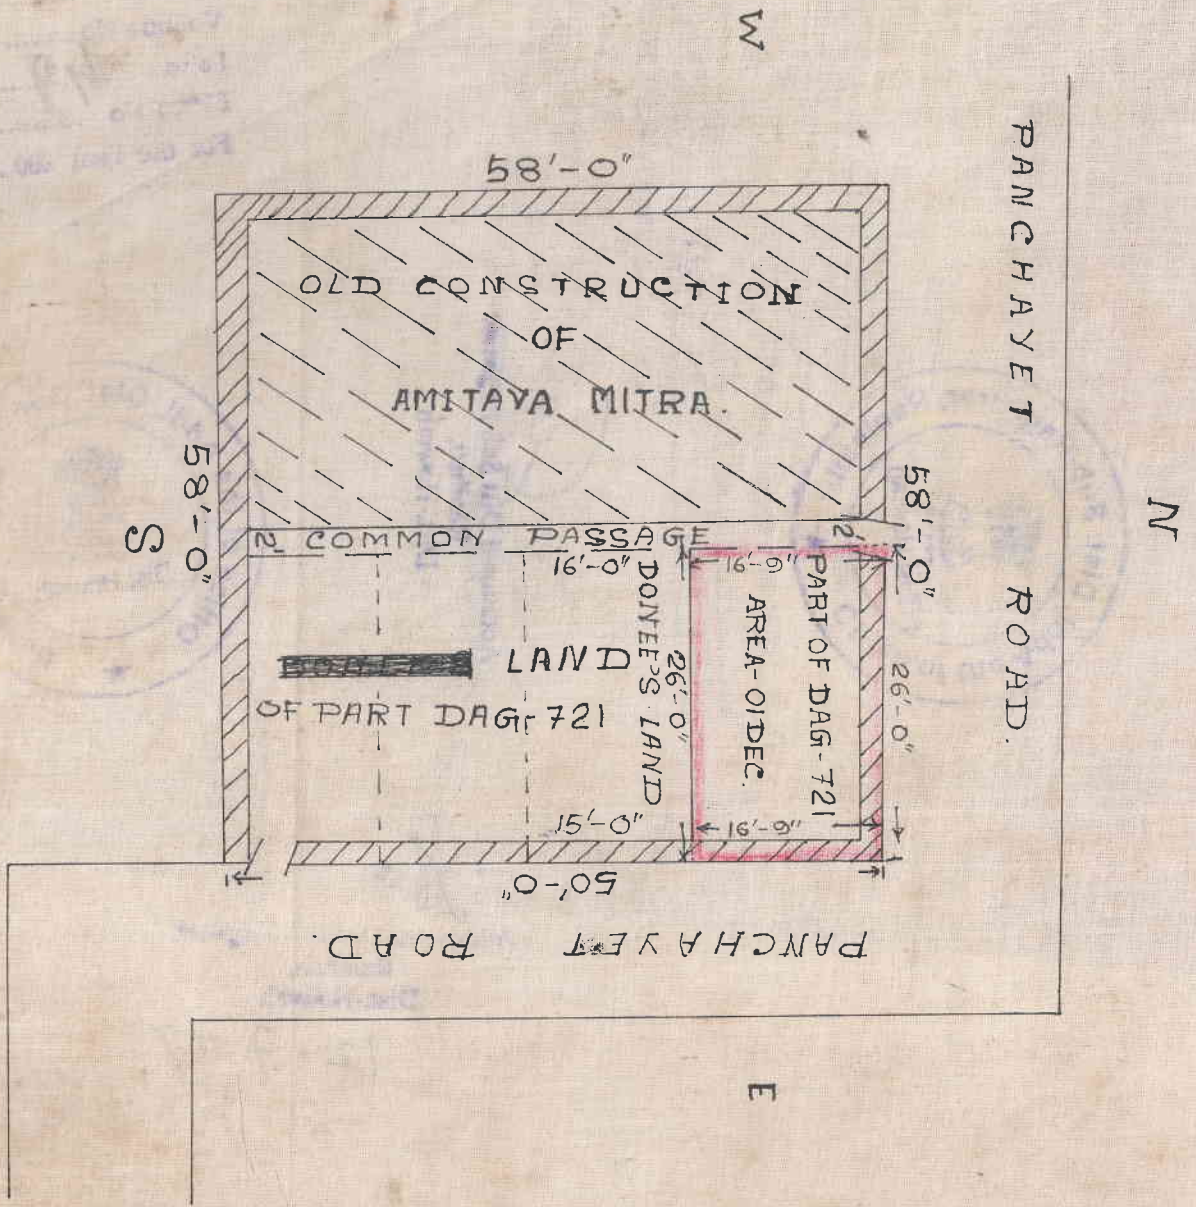 W
PANCHAYET ROAD.
N
58'-0"
OLD CONSTRUCTION
OF
AMITAVA MITRA.
58'-0"
S
58'-0"
2' COMMON PASSAGE 2'
16'-0"
16'-9"
DONEE'S LAND
26'-0"
PART OF DAG-721
AREA-01DEC.
26'-0"
LAND
OF PART DAG-721
15'-0"
16'-9"
50'-0"
PANCHAYET ROAD.
E